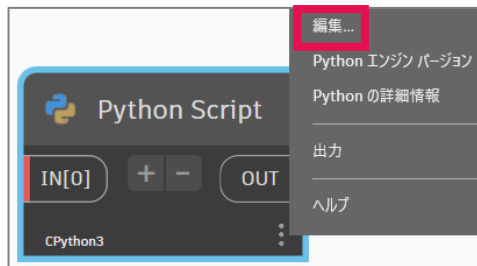 編集...
Python エンジン バージョン
Python の詳細情報
出力
ヘルプ
Python Script
IN[0]
+
-
OUT
CPython3